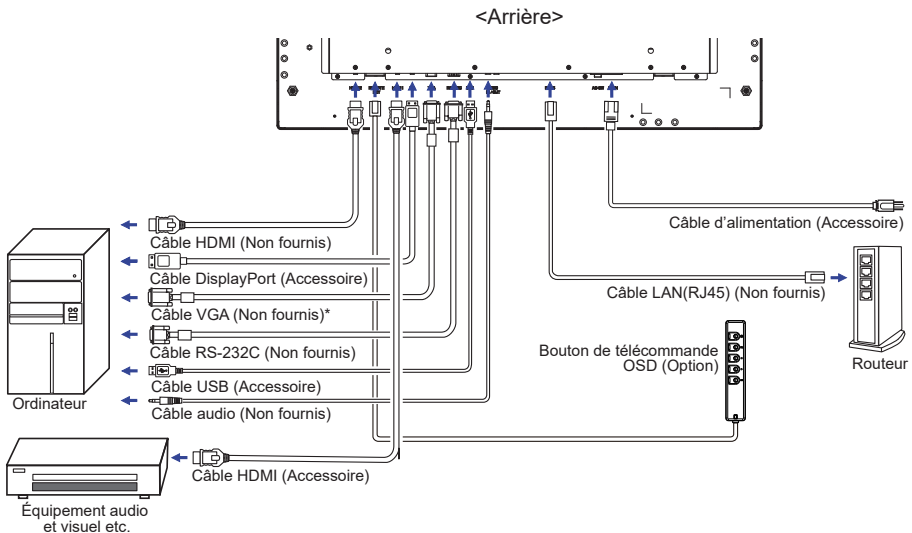 <Arrière>
Câble d'alimentation (Accessoire)
Câble HDMI (Non fournis)
Câble DisplayPort (Accessoire)
Câble LAN(RJ45) (Non fournis)
Câble VGA (Non fournis)*
Câble RS-232C (Non fournis)
Bouton de télécommande
OSD (Option)
Routeur
Câble USB (Accessoire)
Ordinateur
Câble audio (Non fournis)
Câble HDMI (Accessoire)
Équipement audio
et visuel etc.